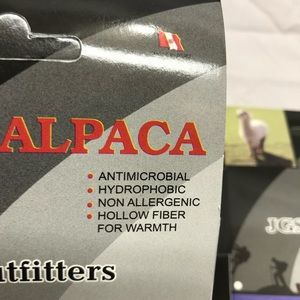 ALPACA
• ANTIMICROBIAL
• HYDROPHOBIC
• NON ALLERGENIC
• HOLLOW FIBER
FOR WARMTH
JGS